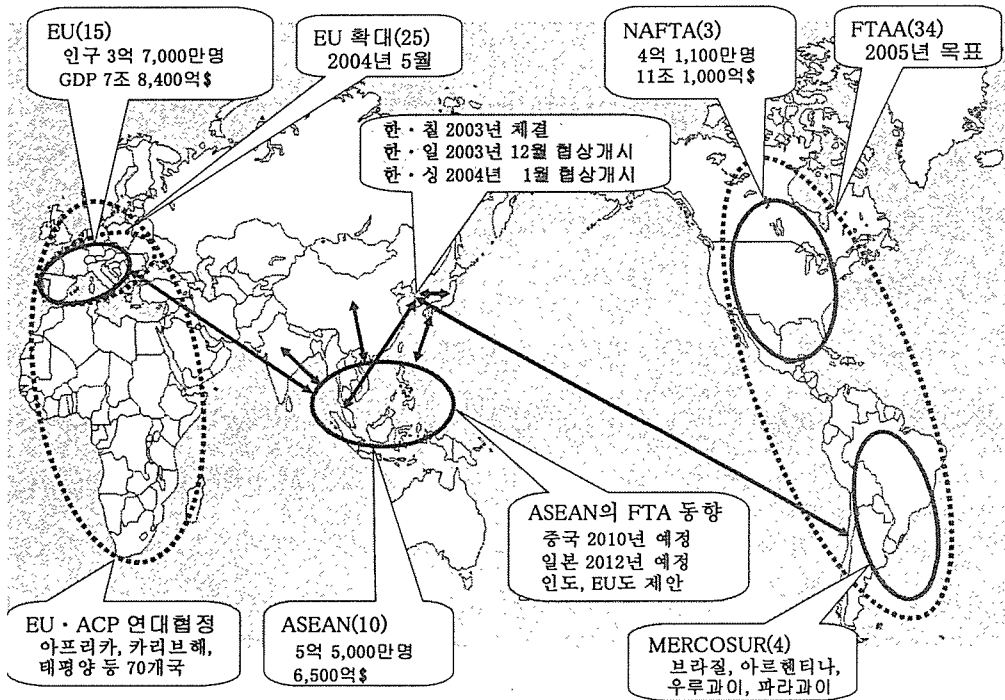 EU(15)
인구 3억 7,000만명
GDP 7조 8,400억$
EU 확대(25)
2004년 5월
NAFTA(3)
4억 1,100만명
11조 1,000억$
FTAA(34)
2005년 목표
한・칠 2003년 체결
한・일 2003년 12월 협상개시
한・싱 2004년 1월 협상개시
ASEAN의 FTA 동향
중국 2010년 예정
일본 2012년 예정
인도, EU도 제안
EU・ACP 연대협정
아프리카, 카리브해,
태평양 등 70개국
ASEAN(10)
5억 5,000만명
6,500억$
MERCOSUR(4)
브라질, 아르헨티나,
우루과이, 파라과이